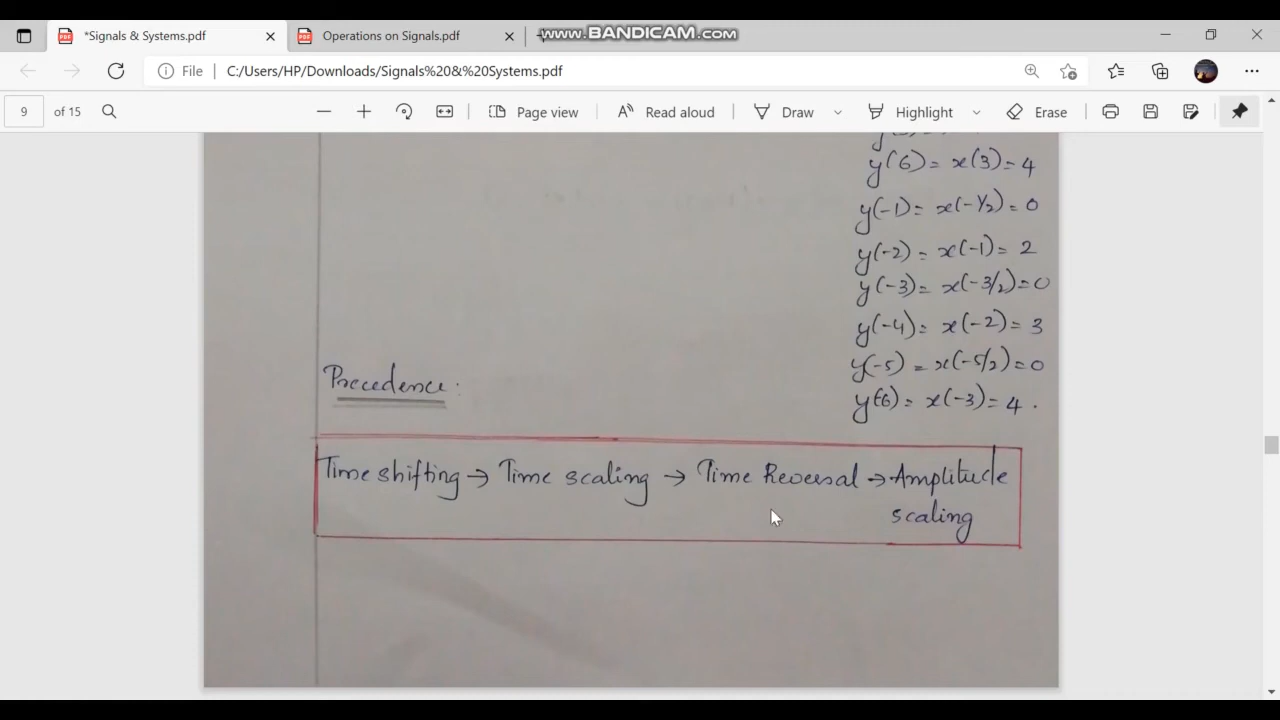 *Signals & Systems.pdf
Operations on Signals.pdf
www.BANDICAM.com
File
C:/Users/HP/Downloads/Signals%20&%20Systems.pdf
9 of 15
Page view
Read aloud
Draw
Highlight
Erase
y(6) = x(3) = 4
y(-1) = x(-1/2) = 0
y(-2) = x(-1) = 2
y(-3) = x(-3/2) = 0
y(-4) = x(-2) = 3
y(-5) = x(-5/2) = 0
y(-6) = x(-3) = 4.
Precedence:
Time shifting → Time scaling → Time Reversal → Amplitude
scaling